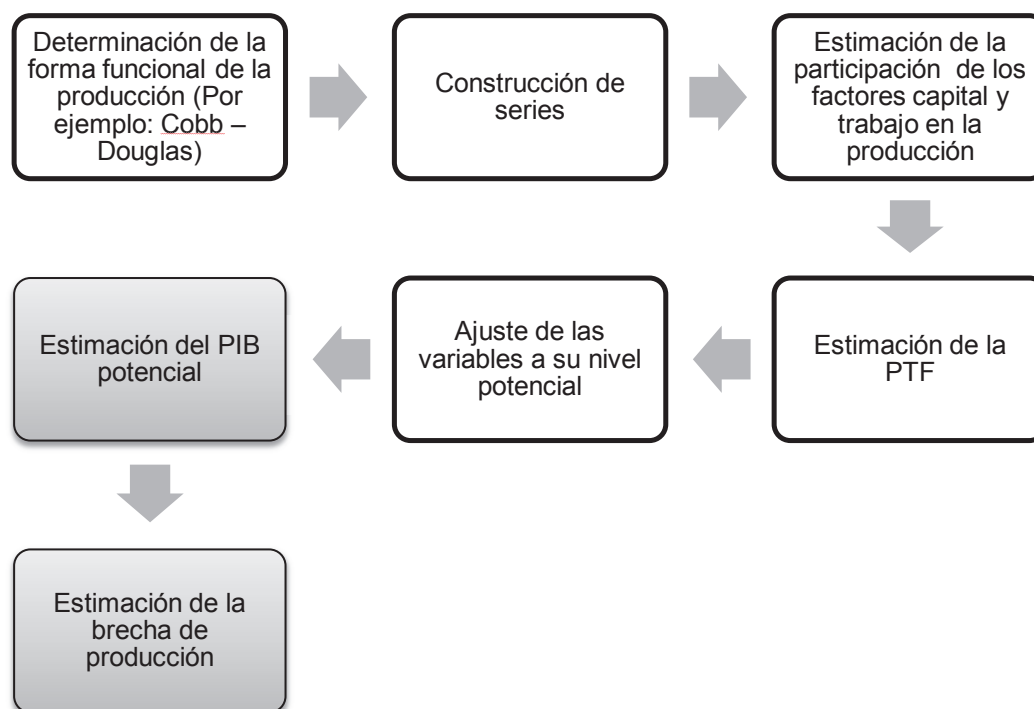 Determinación de la
forma funcional de la
producción (Por
ejemplo: Cobb –
Douglas)
Construcción de
series
Estimación de la
participación de los
factores capital y
trabajo en la
producción
Estimación de la
PTF
Ajuste de las
variables a su nivel
potencial
Estimación del PIB
potencial
Estimación de la
brecha de
producción